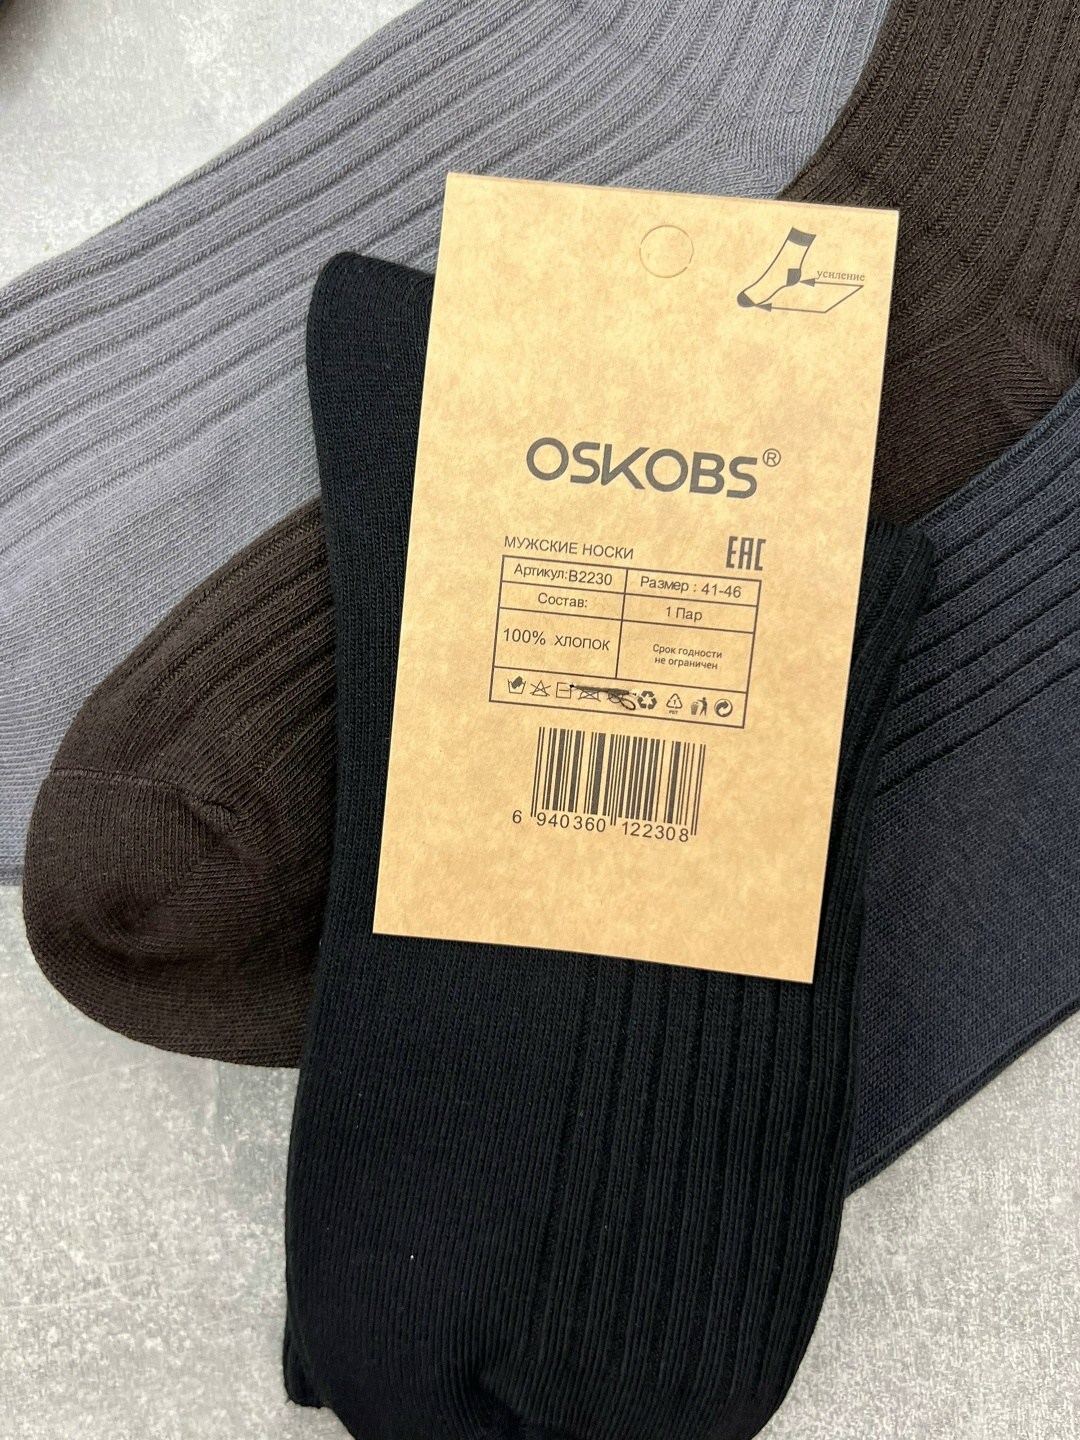 усиление
OSKOBS®
МУЖСКИЕ НОСКИ
EAC
Артикул:B2230
Размер : 41-46
Состав:
1 Пар
100% ХЛОПОК
Срок годности
не ограничен
PET
6 940360 122308